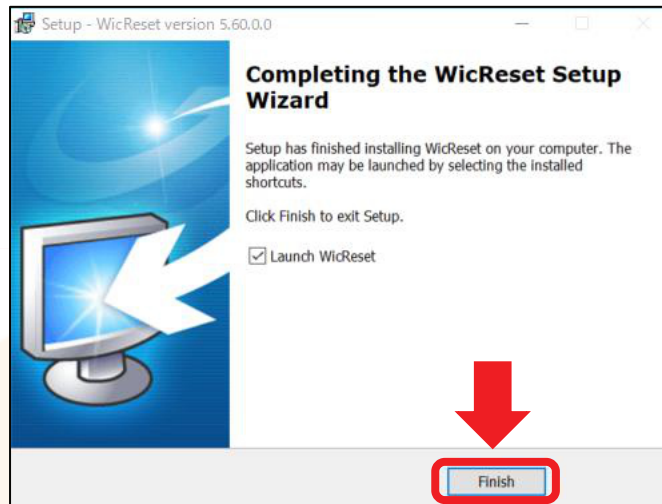 Setup - WicReset version 5.60.0.0
Completing the WicReset Setup
Wizard
Setup has finished installing WicReset on your computer. The
application may be launched by selecting the installed
shortcuts.
Click Finish to exit Setup.
Launch WicReset
Finish